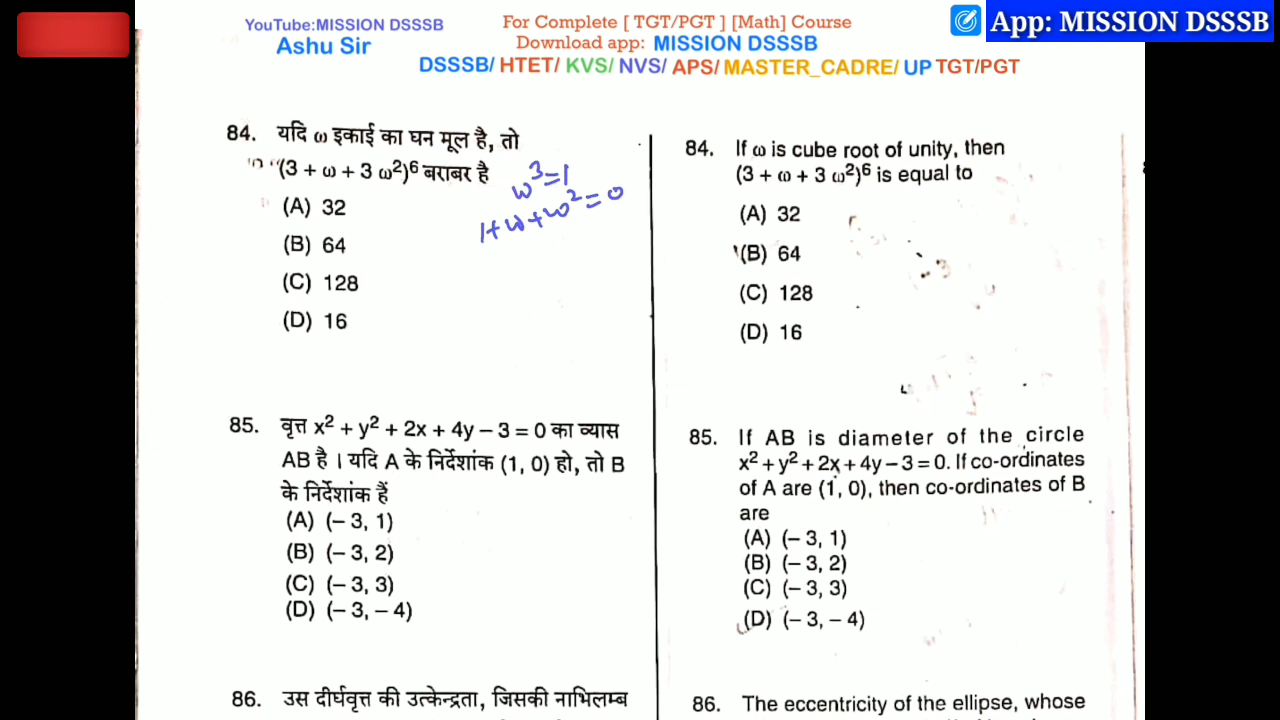 YouTube:MISSION DSSSB
Ashu Sir
For Complete [ TGT/PGT ] [Math] Course
Download app: MISSION DSSSB
DSSSB/ HTET/ KVS/ NVS/ APS/ MASTER_CADRE/ UP TGT/PGT
App: MISSION DSSSB
84. यदि ω इकाई का घन मूल है, तो
(3 + ω + 3 ω²)⁶ बराबर है
(A) 32
(B) 64
(C) 128
(D) 16
ω³=1
1+ω+ω²=0
85. वृत्त x² + y² + 2x + 4y – 3 = 0 का व्यास
AB है । यदि A के निर्देशांक (1, 0) हो, तो B
के निर्देशांक हैं
(A) (– 3, 1)
(B) (– 3, 2)
(C) (– 3, 3)
(D) (– 3, – 4)
86. उस दीर्घवृत्त की उत्केन्द्रता, जिसकी नाभिलम्ब
84. If ω is cube root of unity, then
(3 + ω + 3 ω²)⁶ is equal to
(A) 32
(B) 64
(C) 128
(D) 16
85. If AB is diameter of the circle
x² + y² + 2x + 4y – 3 = 0. If co-ordinates
of A are (1, 0), then co-ordinates of B
are
(A) (– 3, 1)
(B) (– 3, 2)
(C) (– 3, 3)
(D) (– 3, – 4)
86. The eccentricity of the ellipse, whose